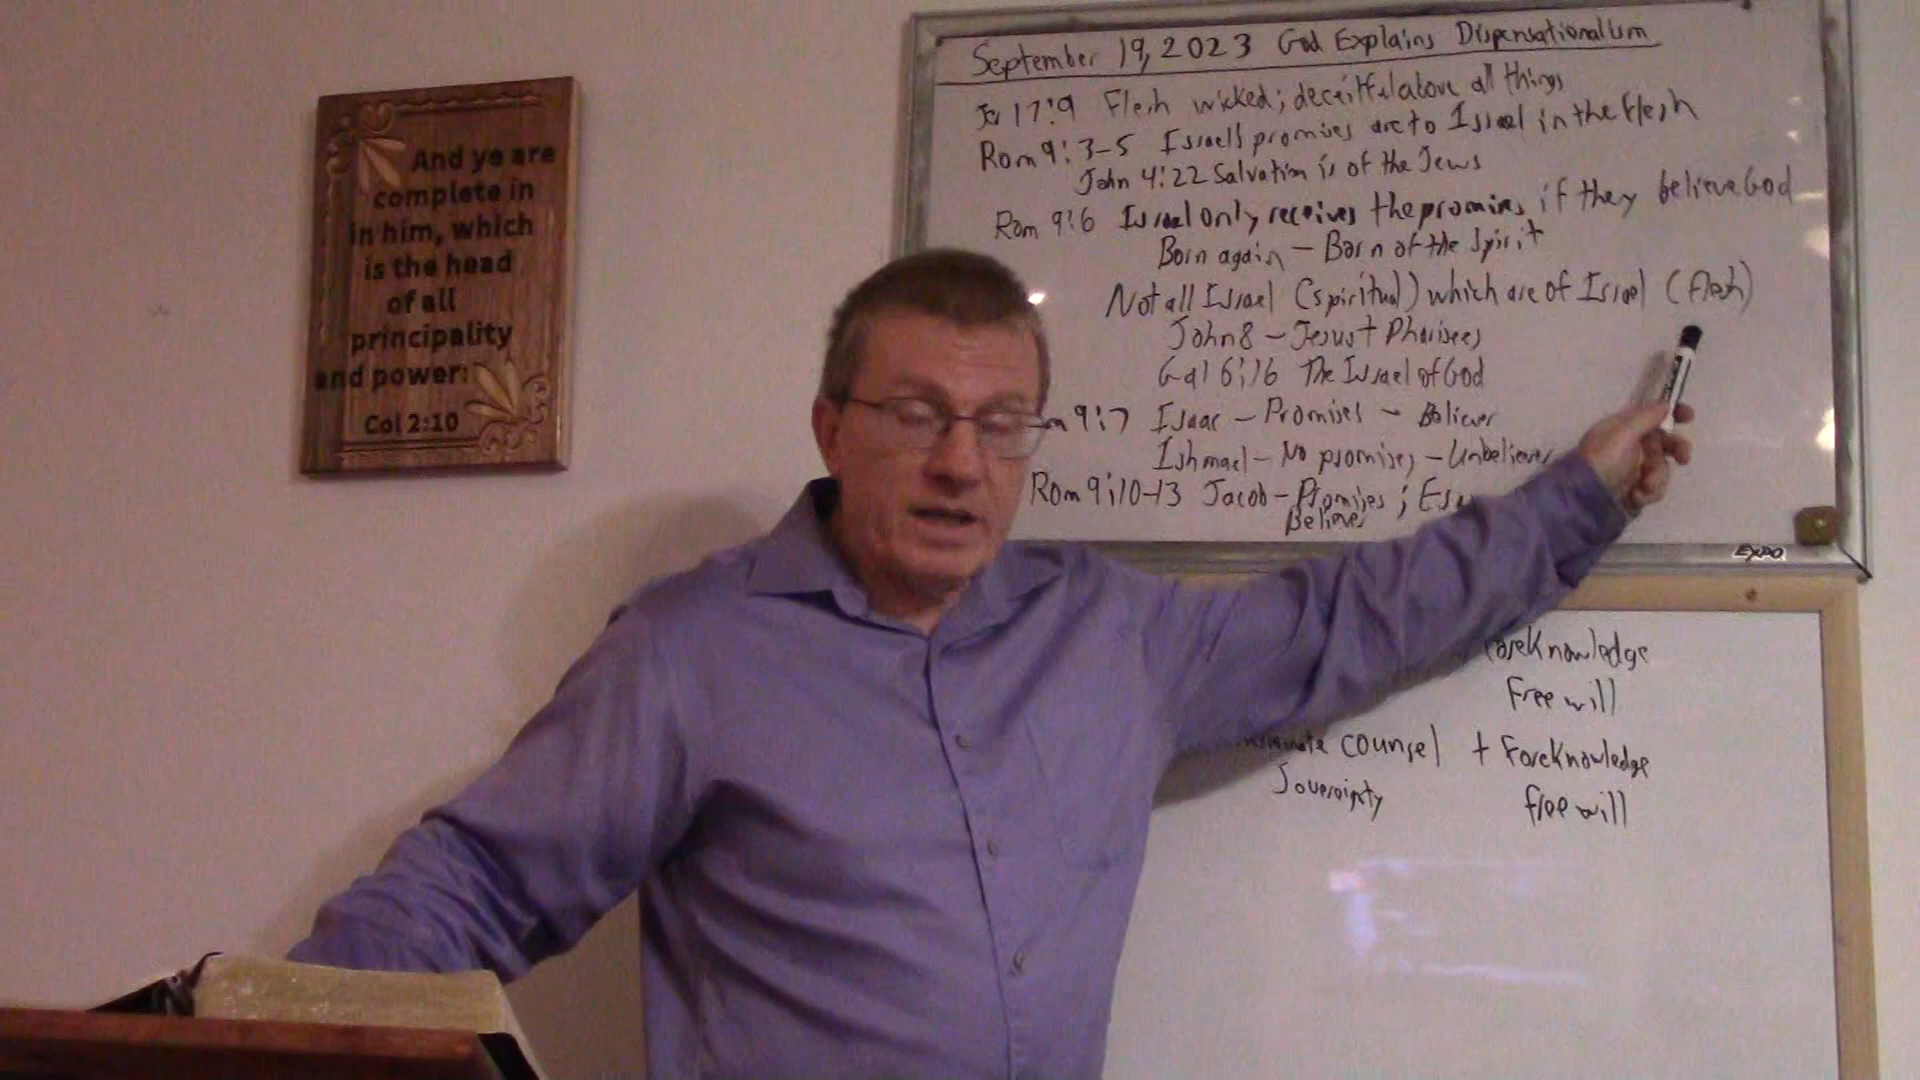 And ye are
complete in
in him, which
is the head
of all
principality
and power:
Col 2:10
September 19, 2023 God Explains Dispensationalism
Jer 17:9 Flesh wicked; deceitful above all things
Rom 9:3-5 Israel's promises are to Israel in the flesh
John 4:22 Salvation is of the Jews
Rom 9:6 Israel only receives the promises if they believe God
Born again - Born of the Spirit
Not all Israel (spiritual) which are of Israel (flesh)
John 8 - Jesus + Pharisees
Gal 6:16 The Israel of God
9:7 Isaac - Promises - Believer
Ishmael - No promises - Unbeliever
Rom 9:10-13 Jacob - Promises ;
Believer
EXPO
Foreknowledge
Free will
counsel + Foreknowledge
Sovereignty free will